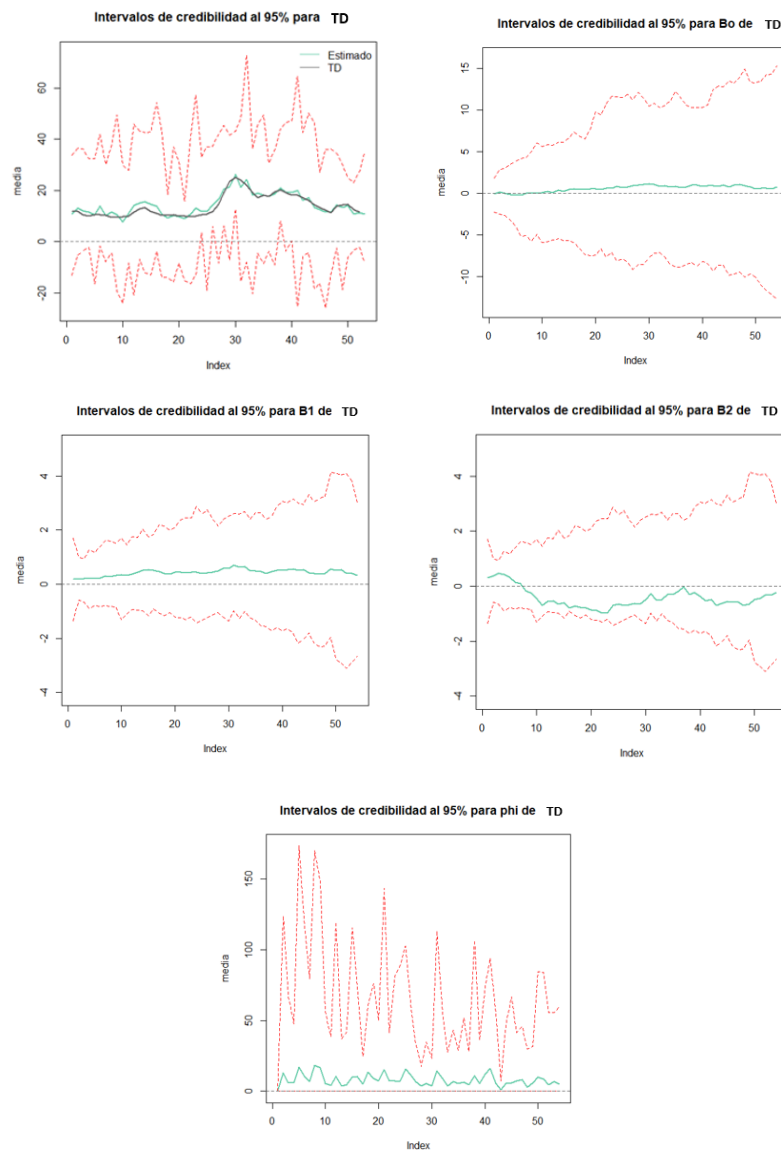 Intervalos de credibilidad al 95% para TD
Estimado
TD
media
60
40
20
0
-20
0 10 20 30 40 50
Index
Intervalos de credibilidad al 95% para Bo de TD
media
15
10
5
0
-5
-10
0 10 20 30 40 50
Index
Intervalos de credibilidad al 95% para B1 de TD
media
4
2
0
-2
-4
0 10 20 30 40 50
Index
Intervalos de credibilidad al 95% para B2 de TD
media
4
2
0
-2
-4
0 10 20 30 40 50
Index
Intervalos de credibilidad al 95% para phi de TD
media
150
100
50
0
0 10 20 30 40 50
Index